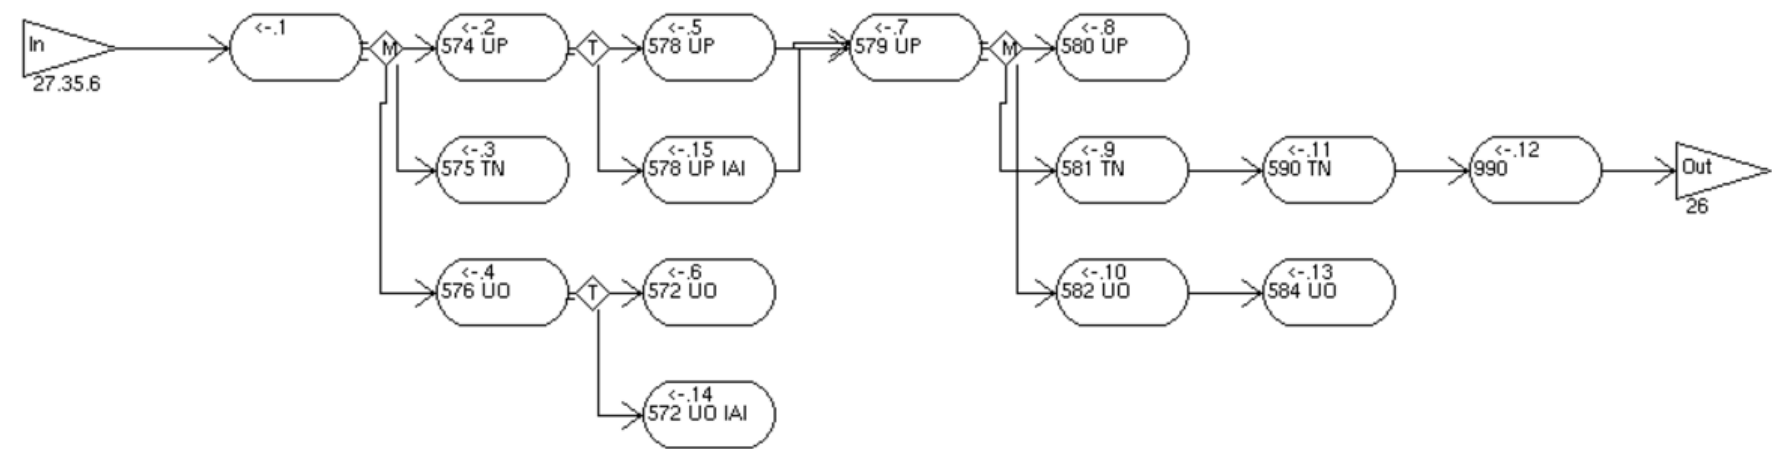 In
27.35.6
<-.1
M
<-.2
574 UP
T
<-.5
578 UP
<-.7
579 UP
M
<-.8
580 UP
<-.3
575 TN
<-.15
578 UP IAI
<-.9
581 TN
<-.11
590 TN
<-.12
990
Out
26
<-.4
576 UO
T
<-.6
572 UO
<-.10
582 UO
<-.13
584 UO
<-.14
572 UO IAI